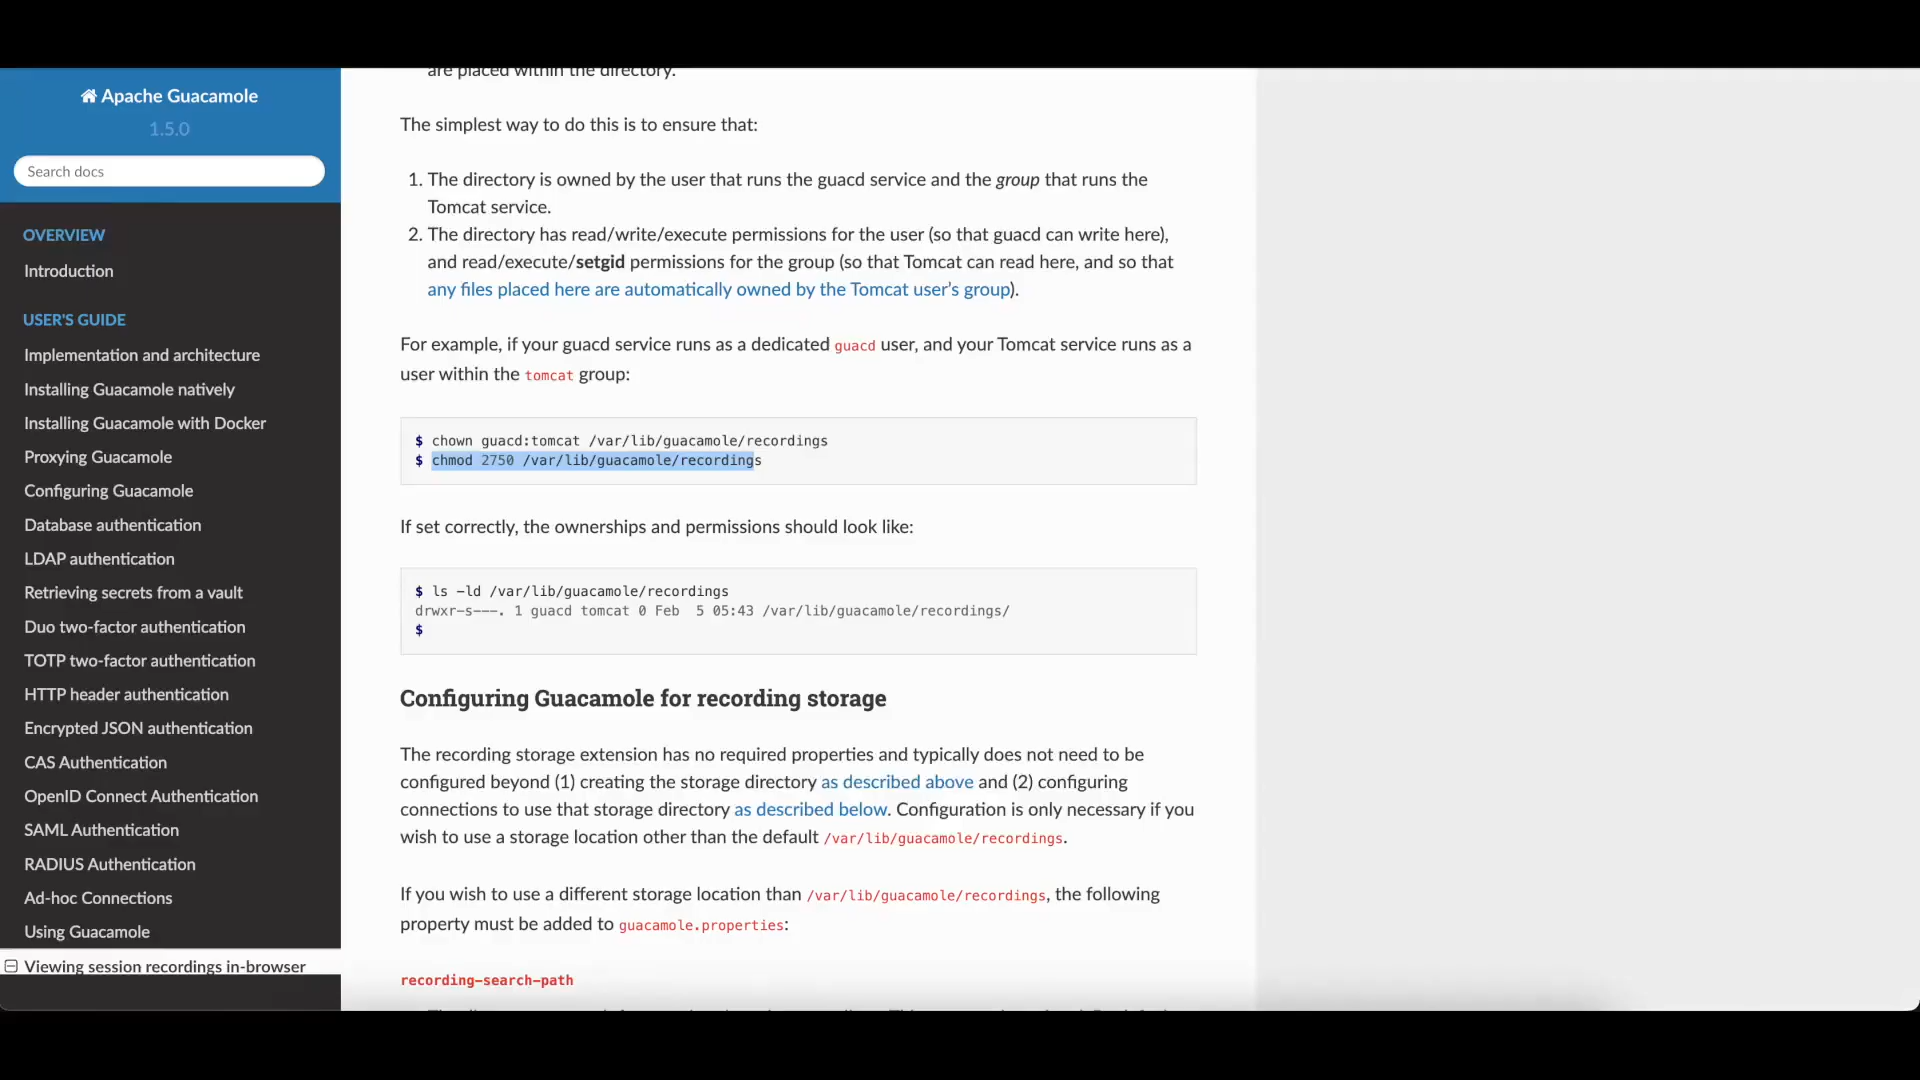 Apache Guacamole
1.5.0
Search docs
OVERVIEW
Introduction
USER'S GUIDE
Implementation and architecture
Installing Guacamole natively
Installing Guacamole with Docker
Proxying Guacamole
Configuring Guacamole
Database authentication
LDAP authentication
Retrieving secrets from a vault
Duo two-factor authentication
TOTP two-factor authentication
HTTP header authentication
Encrypted JSON authentication
CAS Authentication
OpenID Connect Authentication
SAML Authentication
RADIUS Authentication
Ad-hoc Connections
Using Guacamole
Viewing session recordings in-browser
are placed within the directory.
The simplest way to do this is to ensure that:
1. The directory is owned by the user that runs the guacd service and the group that runs the
Tomcat service.
2. The directory has read/write/execute permissions for the user (so that guacd can write here),
and read/execute/setgid permissions for the group (so that Tomcat can read here, and so that
any files placed here are automatically owned by the Tomcat user’s group).
For example, if your guacd service runs as a dedicated guacd user, and your Tomcat service runs as a
user within the tomcat group:
$ chown guacd:tomcat /var/lib/guacamole/recordings
$ chmod 2750 /var/lib/guacamole/recordings
If set correctly, the ownerships and permissions should look like:
$ ls -ld /var/lib/guacamole/recordings
drwxr-s---. 1 guacd tomcat 0 Feb  5 05:43 /var/lib/guacamole/recordings/
$
Configuring Guacamole for recording storage
The recording storage extension has no required properties and typically does not need to be
configured beyond (1) creating the storage directory as described above and (2) configuring
connections to use that storage directory as described below. Configuration is only necessary if you
wish to use a storage location other than the default /var/lib/guacamole/recordings.
If you wish to use a different storage location than /var/lib/guacamole/recordings, the following
property must be added to guacamole.properties:
recording-search-path